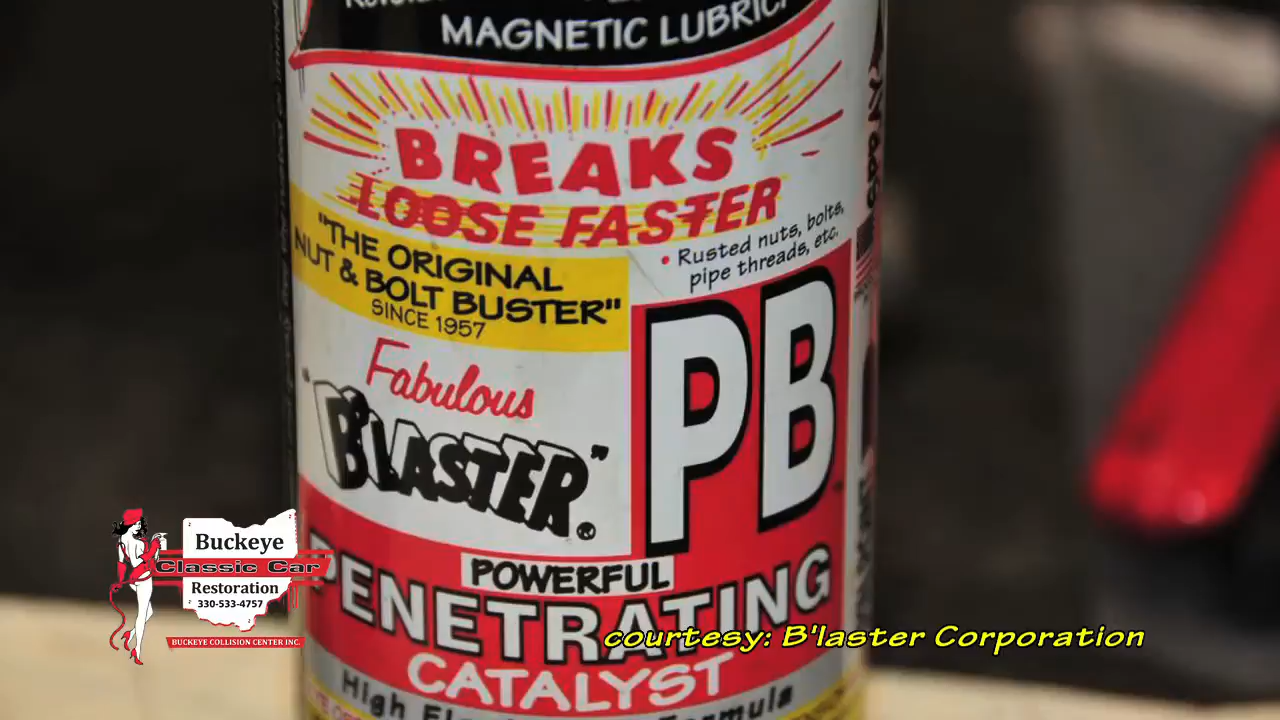 MAGNETIC LUBRIC
BREAKS
LOOSE FASTER
• Rusted nuts, bolts,
pipe threads, etc.
"THE ORIGINAL
NUT & BOLT BUSTER"
SINCE 1957
Fabulous
"B'LASTER"®
PB
POWERFUL
PENETRATING
CATALYST
High Formula
Buckeye
Classic Car
Restoration
330-533-4757
BUCKEYE COLLISION CENTER INC.
courtesy: B'laster Corporation